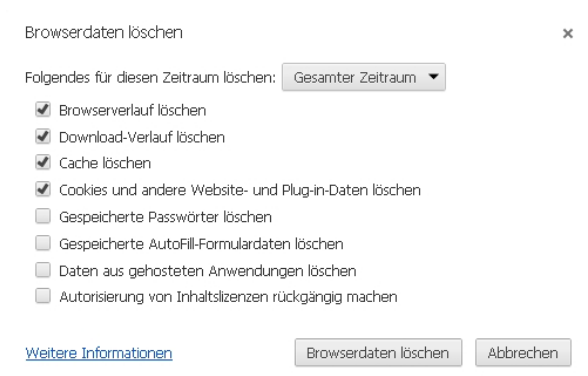 Browserdaten löschen
Folgendes für diesen Zeitraum löschen: Gesamter Zeitraum
Browserverlauf löschen
Download-Verlauf löschen
Cache löschen
Cookies und andere Website- und Plug-in-Daten löschen
Gespeicherte Passwörter löschen
Gespeicherte AutoFill-Formulardaten löschen
Daten aus gehosteten Anwendungen löschen
Autorisierung von Inhaltslizenzen rückgängig machen
Weitere Informationen Browserdaten löschen Abbrechen